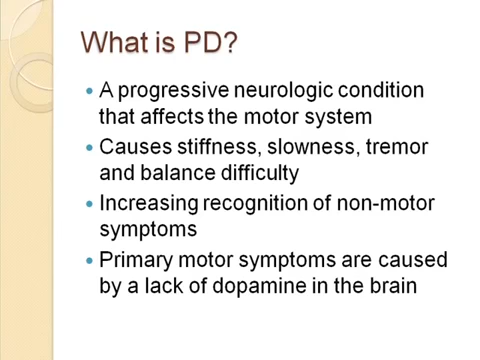 What is PD?
A progressive neurologic condition
that affects the motor system
Causes stiffness, slowness, tremor
and balance difficulty
Increasing recognition of non-motor
symptoms
Primary motor symptoms are caused
by a lack of dopamine in the brain